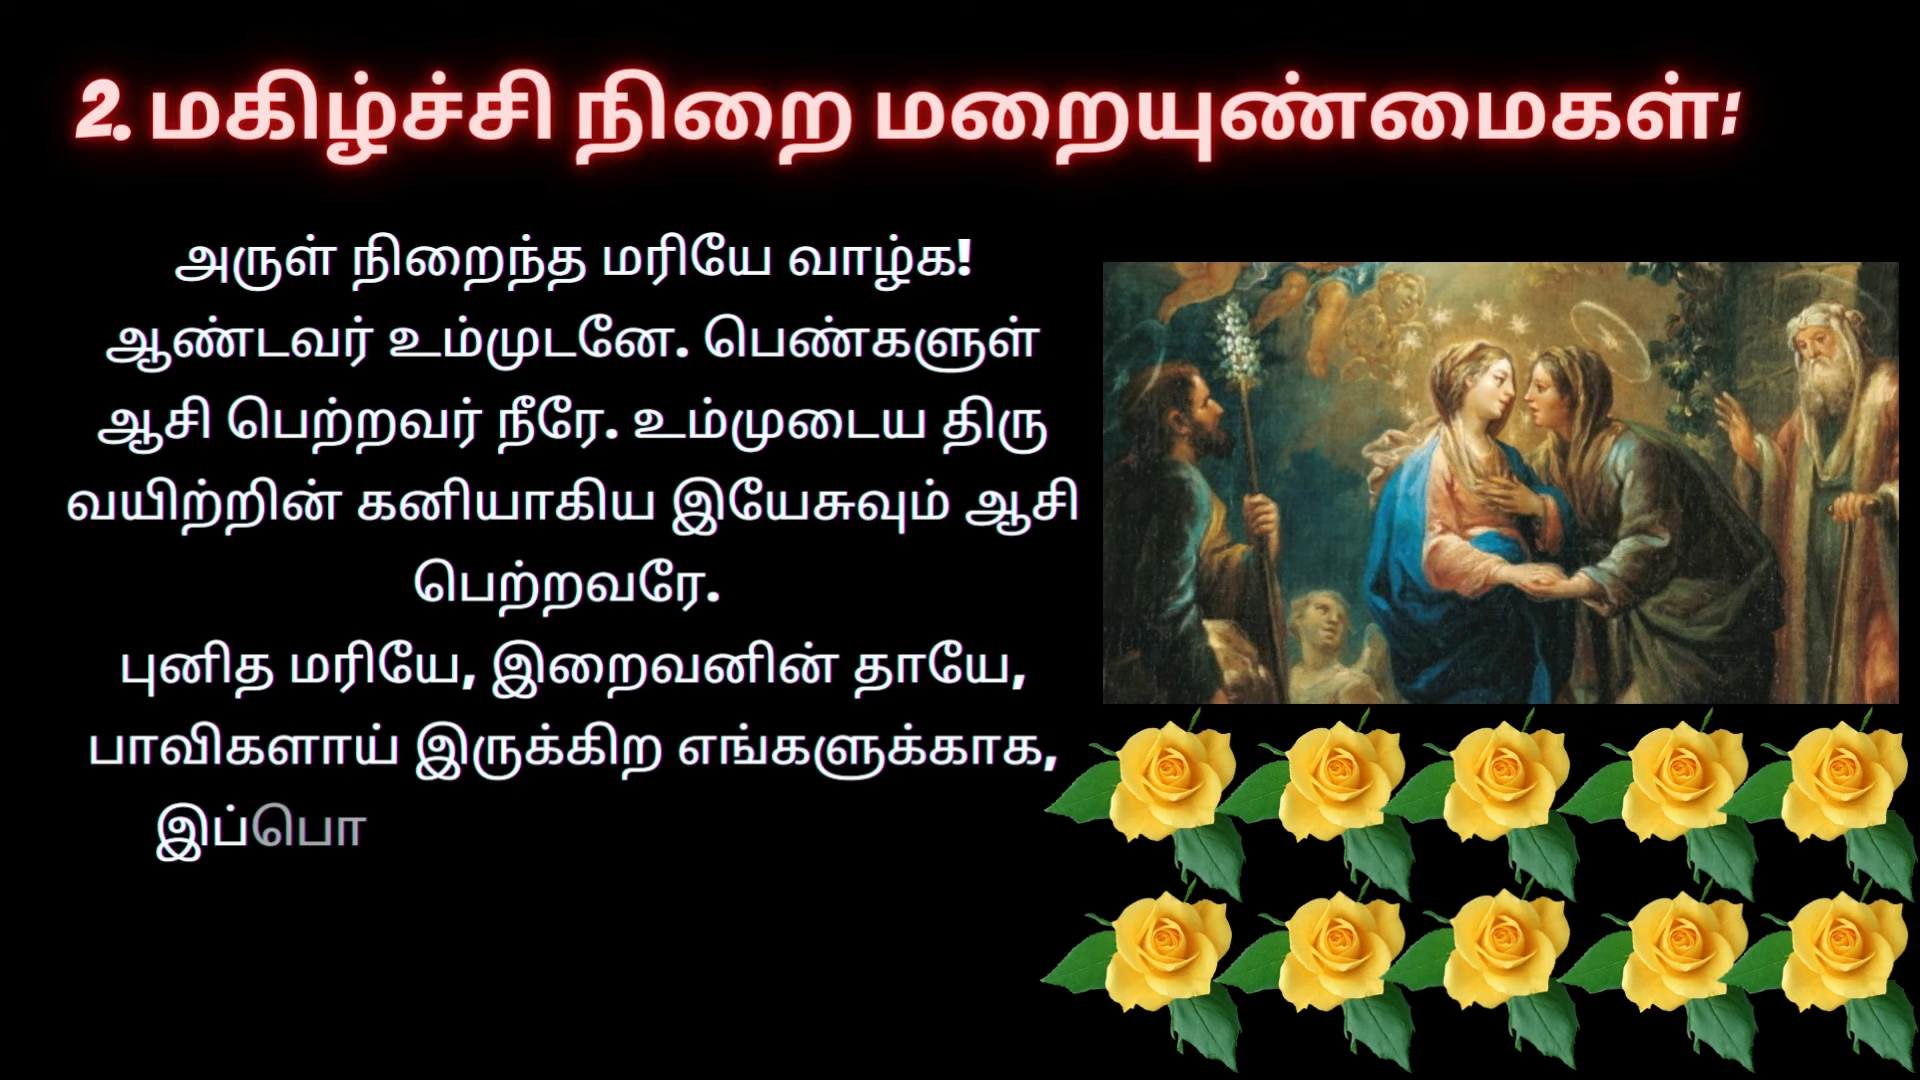 2. மகிழ்ச்சி நிறை மறையுண்மைகள்:
அருள் நிறைந்த மரியே வாழ்க!
ஆண்டவர் உம்முடனே. பெண்களுள்
ஆசி பெற்றவர் நீரே. உம்முடைய திரு
வயிற்றின் கனியாகிய இயேசுவும் ஆசி
பெற்றவரே.
புனித மரியே, இறைவனின் தாயே,
பாவிகளாய் இருக்கிற எங்களுக்காக,
இப்பொ